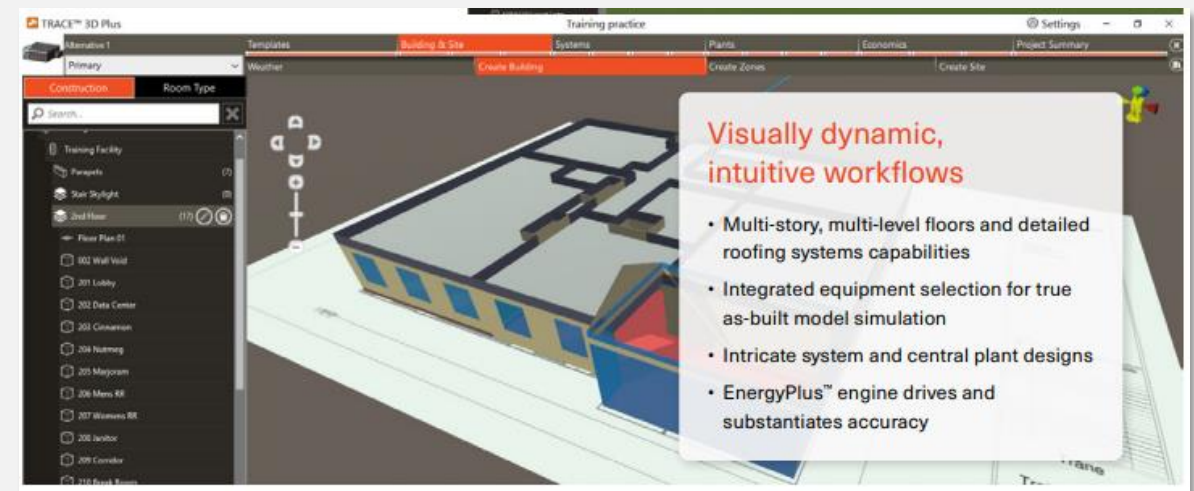 TRACE™ 3D Plus
Training practice
Settings
Alternative 1
Templates
Building & Site
Systems
Plants
Economics
Project Summary
Primary
Weather
Create Building
Create Zones
Create Site
Construction
Room Type
Search...
Training Facility
Parapets
Stair Skylight
2nd Floor (17)
Floor Plan 01
002 Wall Void
201 Lobby
202 Data Center
203 Cinnamon
204 Nutmeg
205 Marjoram
206 Mens RR
207 Womens RR
208 Janitor
209 Corridor
210 Break Room
Visually dynamic,
intuitive workflows
• Multi-story, multi-level floors and detailed
roofing systems capabilities
• Integrated equipment selection for true
as-built model simulation
• Intricate system and central plant designs
• EnergyPlus™ engine drives and
substantiates accuracy
Trane